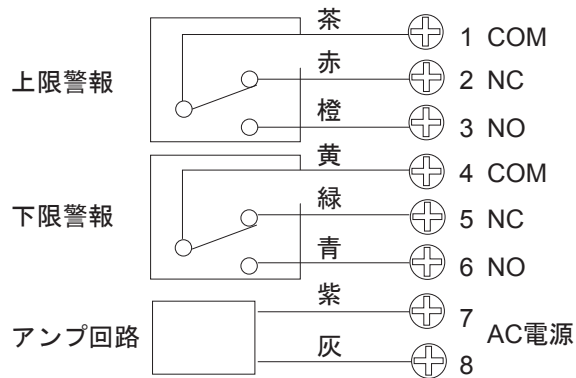 茶
1 COM
上限警報
赤
2 NC
橙
3 NO
黄
4 COM
下限警報
緑
5 NC
青
6 NO
紫
7
アンプ回路
AC電源
灰
8